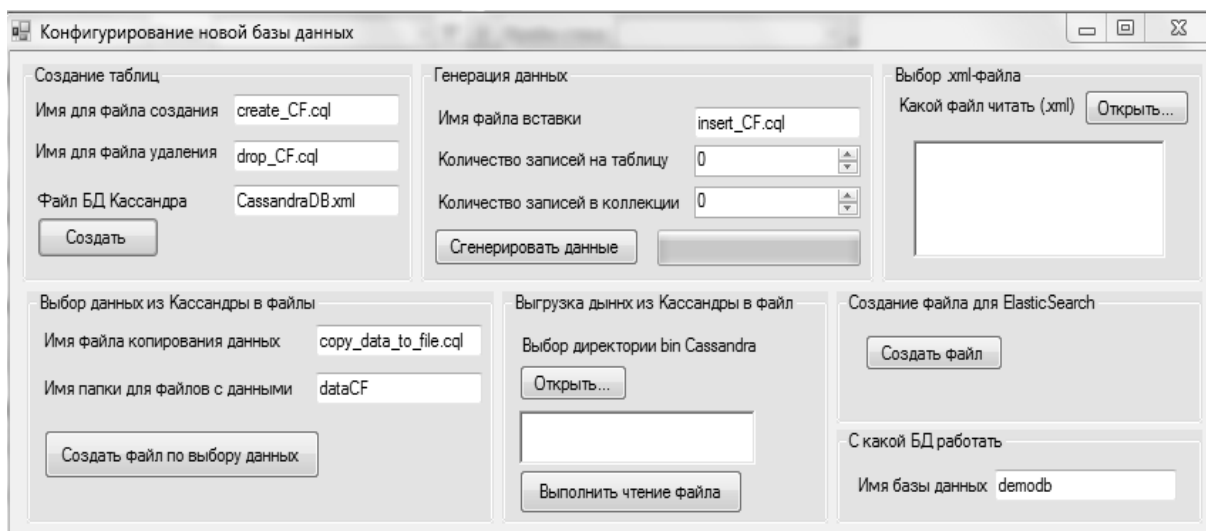 Конфигурирование новой базы данных
Создание таблиц
Имя для файла создания create_CF.cql
Имя для файла удаления drop_CF.cql
Файл БД Кассандра CassandraDB.xml
Создать
Генерация данных
Имя файла вставки insert_CF.cql
Количество записей на таблицу 0
Количество записей в коллекции 0
Сгенерировать данные
Выбор .xml-файла
Какой файл читать (.xml) Открыть...
Выбор данных из Кассандры в файлы
Имя файла копирования данных copy_data_to_file.cql
Имя папки для файлов с данными dataCF
Создать файл по выбору данных
Выгрузка дыннх из Кассандры в файл
Выбор директории bin Cassandra
Открыть...
Выполнить чтение файла
Создание файла для ElasticSearch
Создать файл
С какой БД работать
Имя базы данных demodb